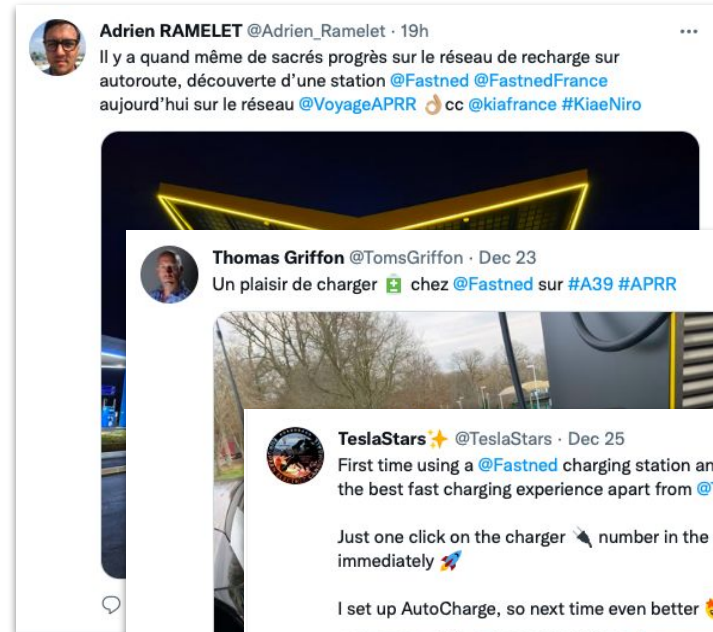 Adrien RAMELET @Adrien_Ramelet · 19h
Il y a quand même de sacrés progrès sur le réseau de recharge sur
autoroute, découverte d'une station @Fastned @FastnedFrance
aujourd'hui sur le réseau @VoyageAPRR 👌🏼 cc @kiafrance #KiaeNiro
Thomas Griffon @TomsGriffon · Dec 23
Un plaisir de charger 🔋 chez @Fastned sur #A39 #APRR
TeslaStars✨ @TeslaStars · Dec 25
First time using a @Fastned charging station
the best fast charging experience apart from
Just one click on the charger 🔌 number in the
immediately 🚀
I set up AutoCharge, so next time even better